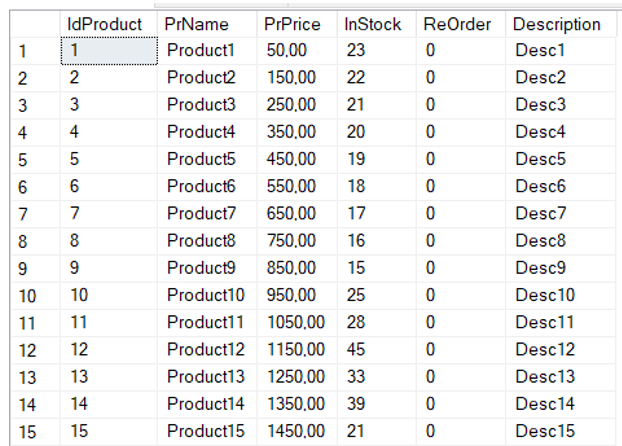 IdProduct PrName PrPrice InStock ReOrder Description
1 1 Product1 50,00 23 0 Desc1
2 2 Product2 150,00 22 0 Desc2
3 3 Product3 250,00 21 0 Desc3
4 4 Product4 350,00 20 0 Desc4
5 5 Product5 450,00 19 0 Desc5
6 6 Product6 550,00 18 0 Desc6
7 7 Product7 650,00 17 0 Desc7
8 8 Product8 750,00 16 0 Desc8
9 9 Product9 850,00 15 0 Desc9
10 10 Product10 950,00 25 0 Desc10
11 11 Product11 1050,00 28 0 Desc11
12 12 Product12 1150,00 45 0 Desc12
13 13 Product13 1250,00 33 0 Desc13
14 14 Product14 1350,00 39 0 Desc14
15 15 Product15 1450,00 21 0 Desc15